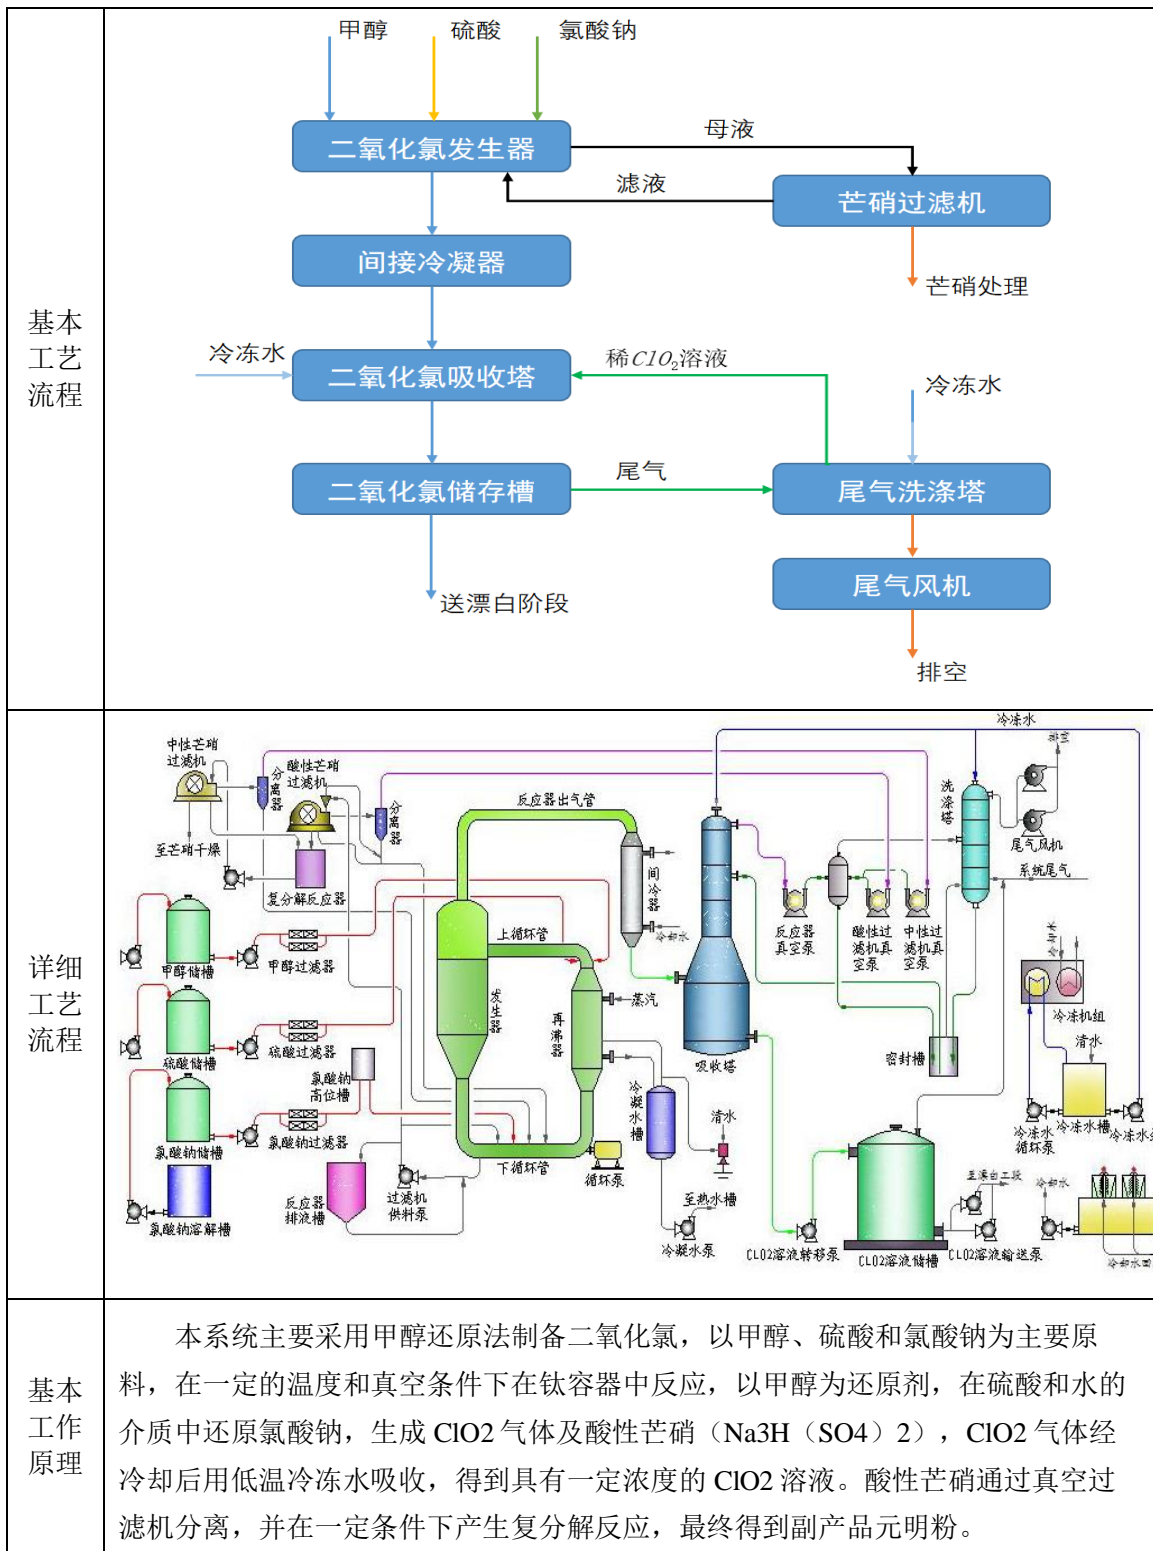 基本
工艺
流程
甲醇
硫酸
氯酸钠
二氧化氯发生器
母液
滤液
芒硝过滤机
芒硝处理
间接冷凝器
冷冻水
二氧化氯吸收塔
稀ClO₂溶液
冷冻水
二氧化氯储存槽
尾气
尾气洗涤塔
送漂白阶段
尾气风机
排空
详细
工艺
流程
中性芒硝
过滤机
分离器
酸性芒硝
过滤机
分离器
至芒硝干燥
复分解反应器
反应器出气管
间冷器
冷却水
冷冻水
排空
洗涤塔
尾气风机
系统尾气
甲醇储槽
甲醇过滤器
上循环管
发生器
再沸器
蒸汽
吸收塔
反应器
真空泵
酸性过
滤机真
空泵
中性过
滤机真
空泵
密封槽
冷却水
冷冻机组
清水
冷冻水
循环泵
冷冻水槽
硫酸储槽
硫酸过滤器
氯酸钠
高位槽
氯酸钠储槽
氯酸钠过滤器
氯酸钠溶解槽
反应器
排液槽
过滤机
供料泵
下循环管
循环泵
冷凝水槽
清水
至热水槽
冷凝水泵
CLO2溶液转移泵
CLO2溶液储槽
至漂白工段
CLO2溶液输送泵
冷却水
冷却水回
基本
工作
原理
本系统主要采用甲醇还原法制备二氧化氯，以甲醇、硫酸和氯酸钠为主要原
料，在一定的温度和真空条件下在钛容器中反应，以甲醇为还原剂，在硫酸和水的
介质中还原氯酸钠，生成 ClO2 气体及酸性芒硝（Na3H（SO4）2），ClO2 气体经
冷却后用低温冷冻水吸收，得到具有一定浓度的 ClO2 溶液。酸性芒硝通过真空过
滤机分离，并在一定条件下产生复分解反应，最终得到副产品元明粉。